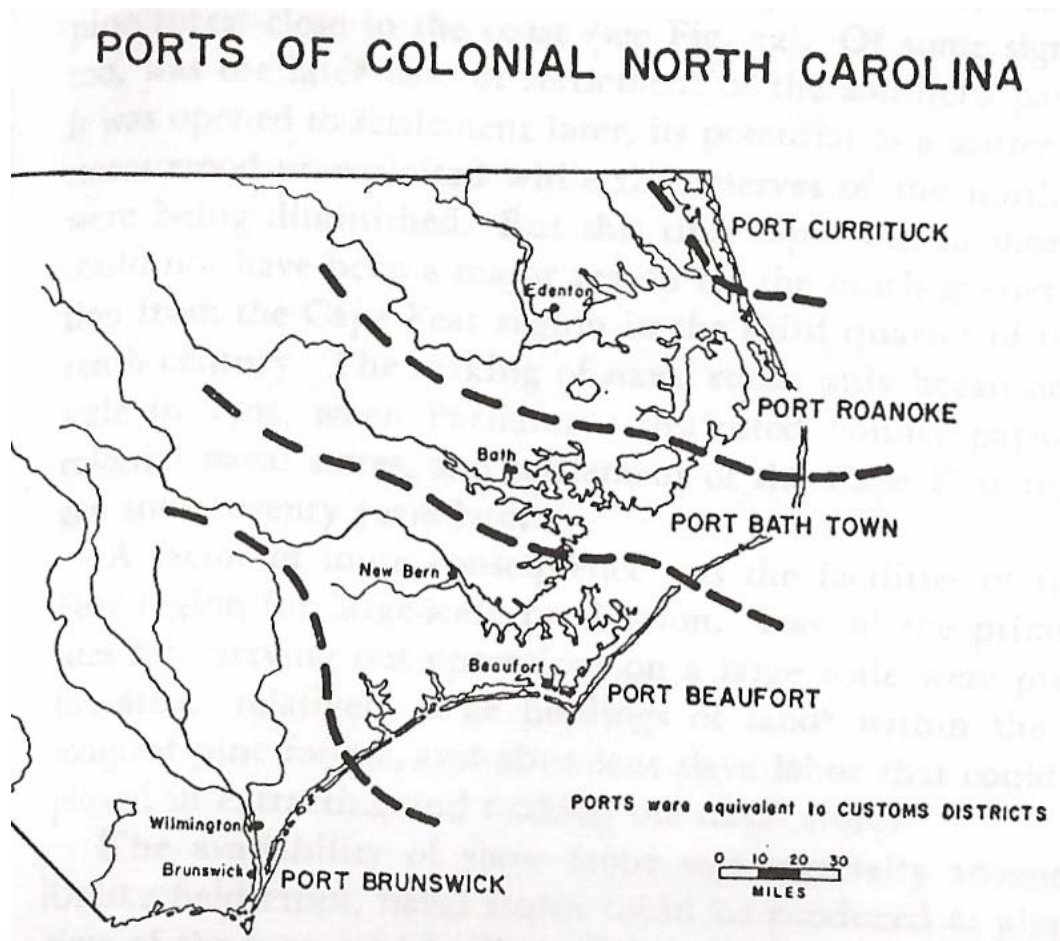 PORTS OF COLONIAL NORTH CAROLINA
PORT CURRITUCK
Edenton
PORT ROANOKE
Bath
PORT BATH TOWN
New Bern
Beaufort
PORT BEAUFORT
PORTS were equivalent to CUSTOMS DISTRICTS
Wilmington
Brunswick
PORT BRUNSWICK
0 10 20 30
MILES